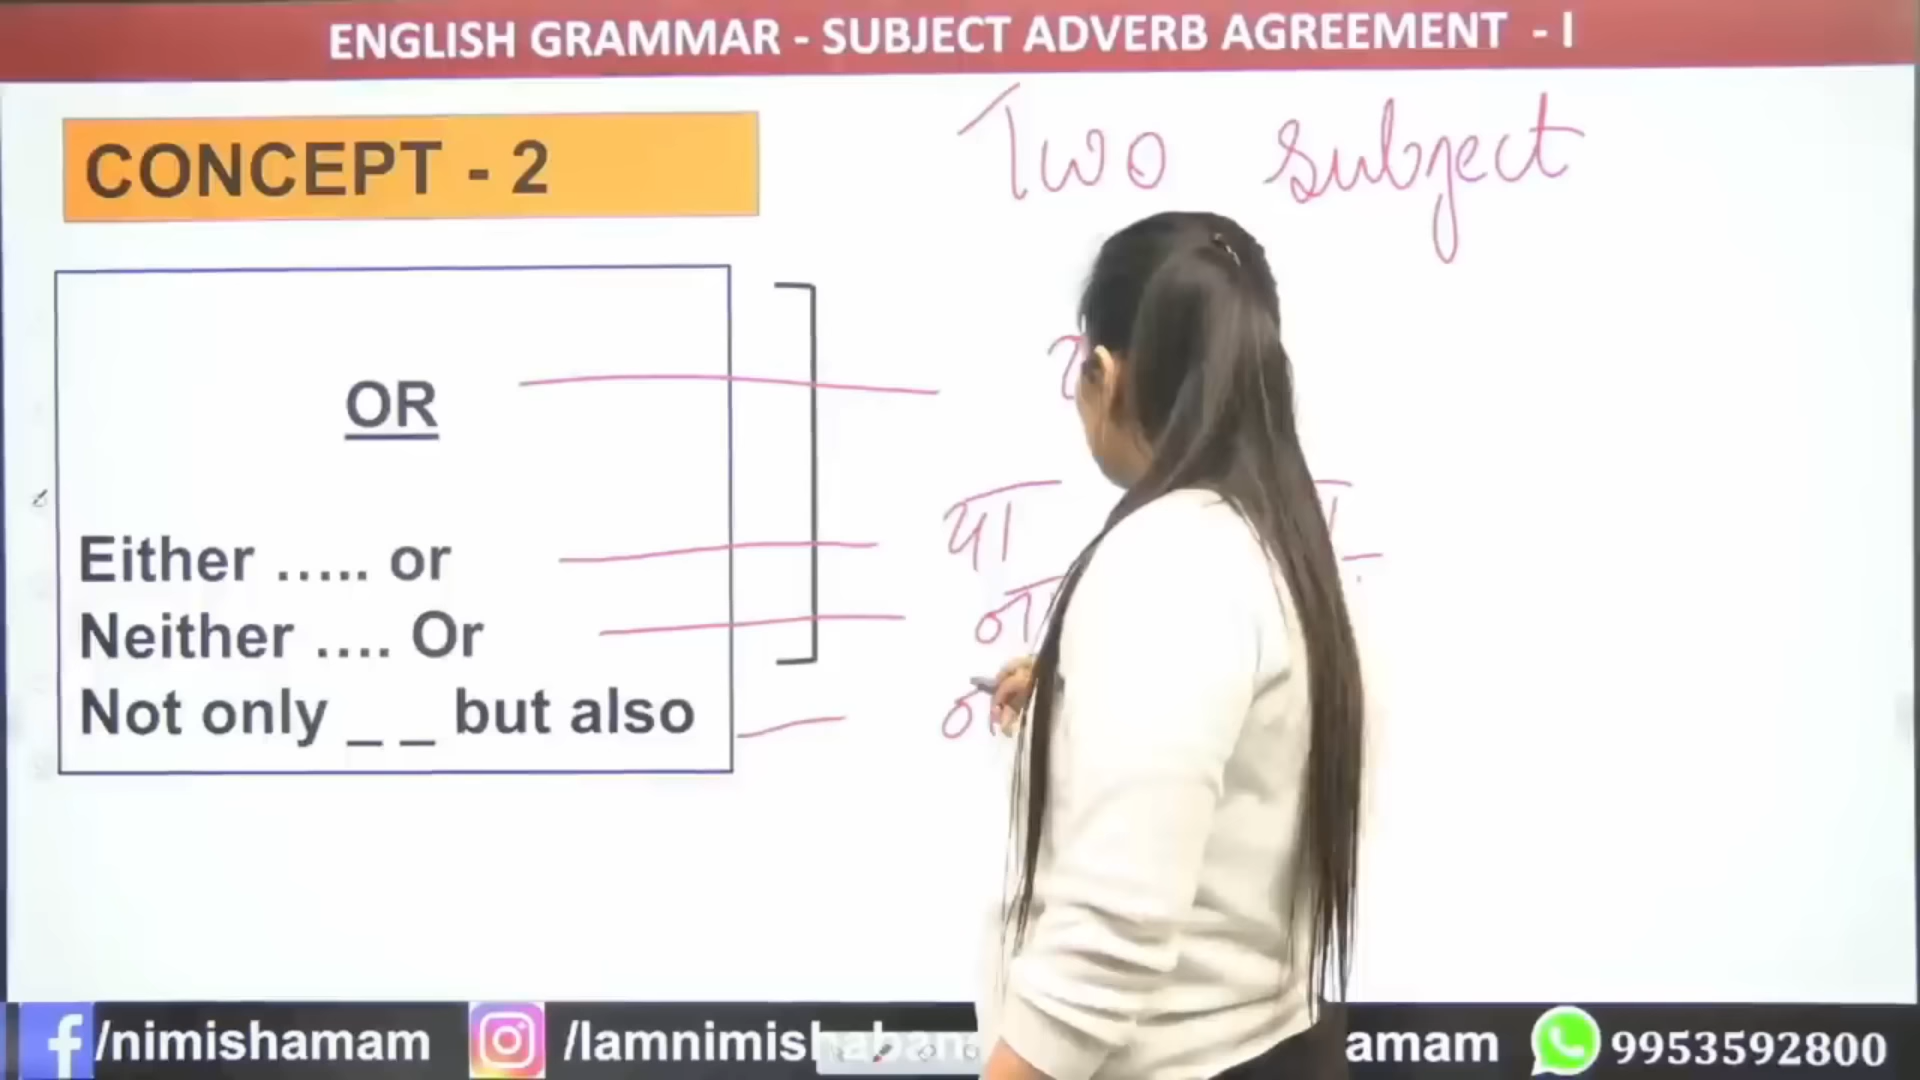 ENGLISH GRAMMAR - SUBJECT ADVERB AGREEMENT - I
CONCEPT - 2
Two subject
OR
Either ..... or
या
Neither .... Or
Not only _ _ but also
/nimishamam
/Iamnimishaban
amam
9953592800